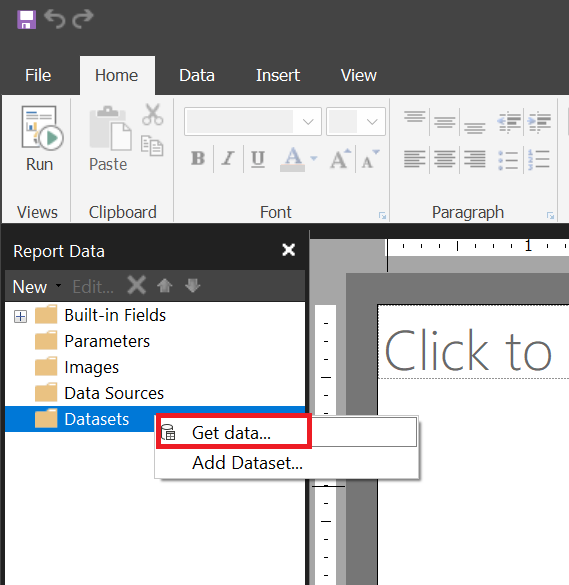 File Home Data Insert View
Run
Paste
B I U A A A
Views Clipboard Font Paragraph
Report Data
New Edit...
1
Built-in Fields
Parameters
Images
Data Sources
Datasets
Click to
Get data...
Add Dataset...